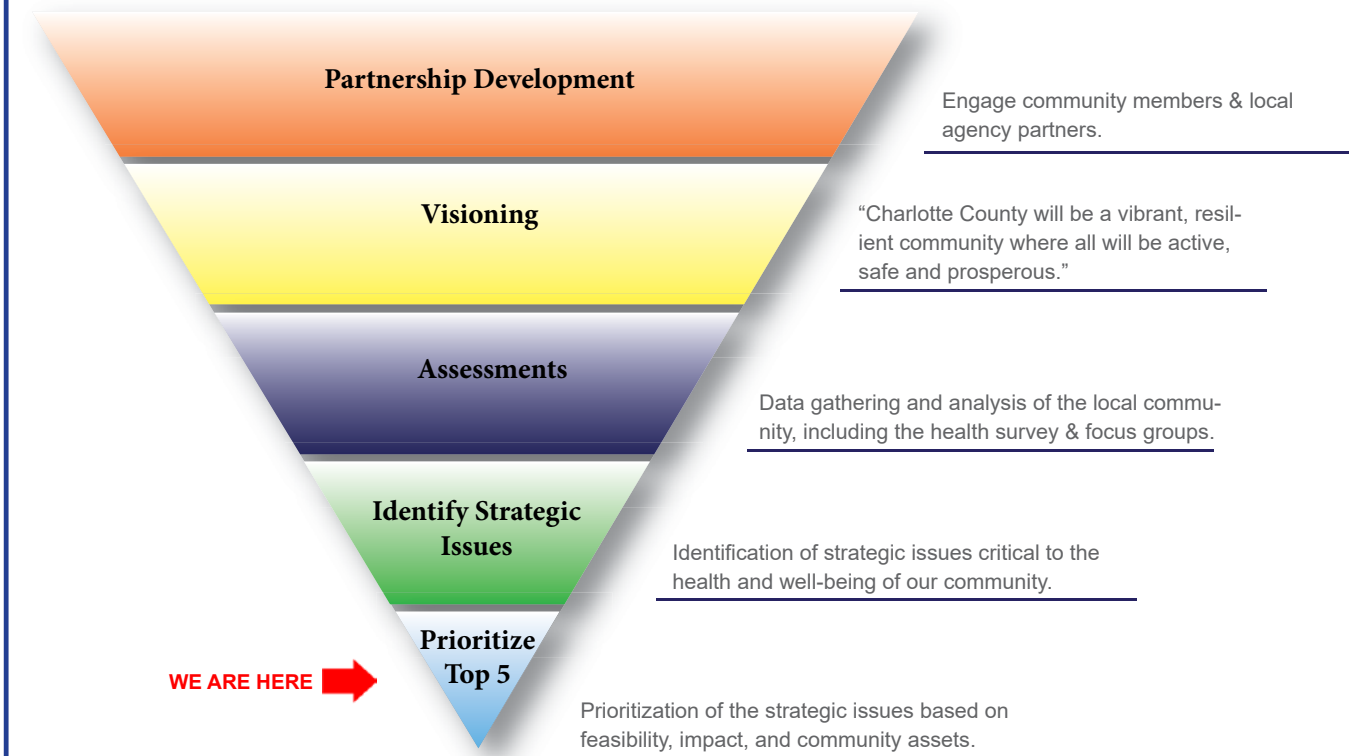 Partnership Development
Engage community members & local
agency partners.
Visioning
“Charlotte County will be a vibrant, resil-
ient community where all will be active,
safe and prosperous.”
Assessments
Data gathering and analysis of the local commu-
nity, including the health survey & focus groups.
Identify Strategic
Issues
Identification of strategic issues critical to the
health and well-being of our community.
Prioritize
Top 5
WE ARE HERE
Prioritization of the strategic issues based on
feasibility, impact, and community assets.